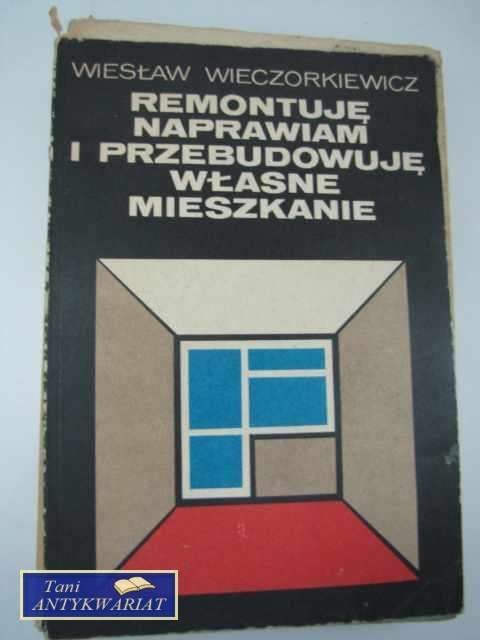 WIESŁAW WIECZORKIEWICZ
REMONTUJĘ
NAPRAWIAM
I PRZEBUDOWUJĘ
WŁASNE
MIESZKANIE
Tani
ANTYKWARIAT